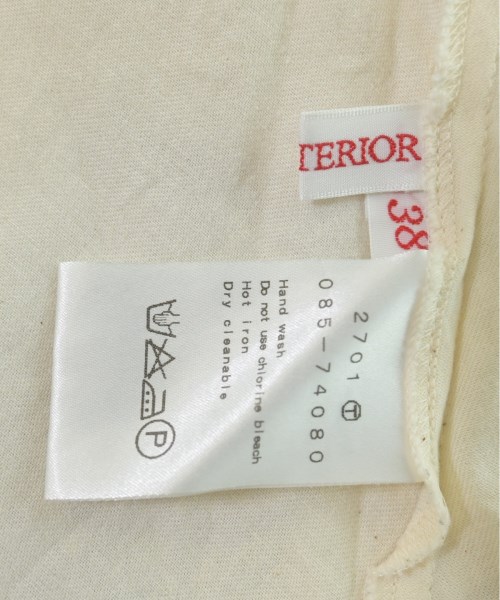 TERIOR
38
2701 Ⓣ
085-74080
Hand wash
Do not use chlorine bleach
Hot iron
Dry cleanable
P